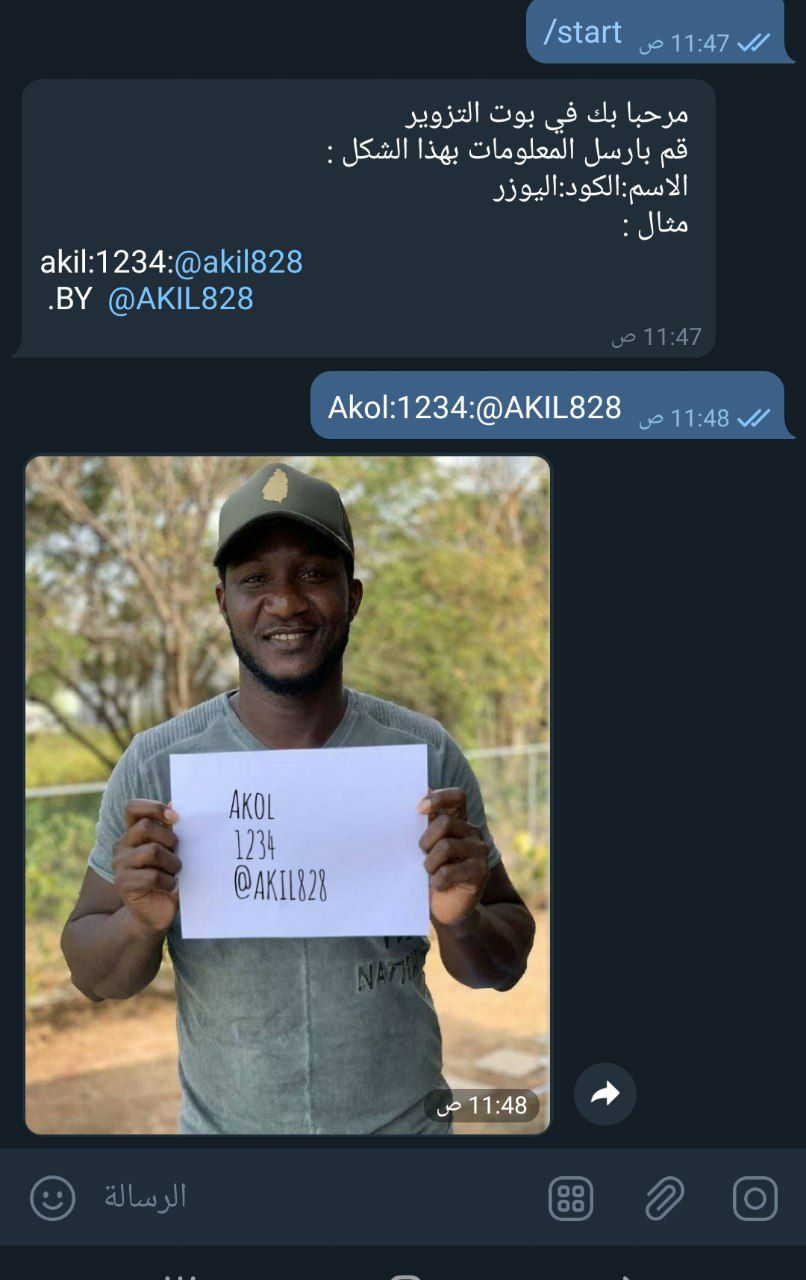 /start
11:47 ص
مرحبا بك في بوت التزوير
قم بارسل المعلومات بهذا الشكل :
الاسم:الكود:اليوزر
مثال :
akil:1234:@akil828
.BY @AKIL828
11:47 ص
Akol:1234:@AKIL828
11:48 ص
AKOL
1234
@AKIL828
11:48 ص
الرسالة